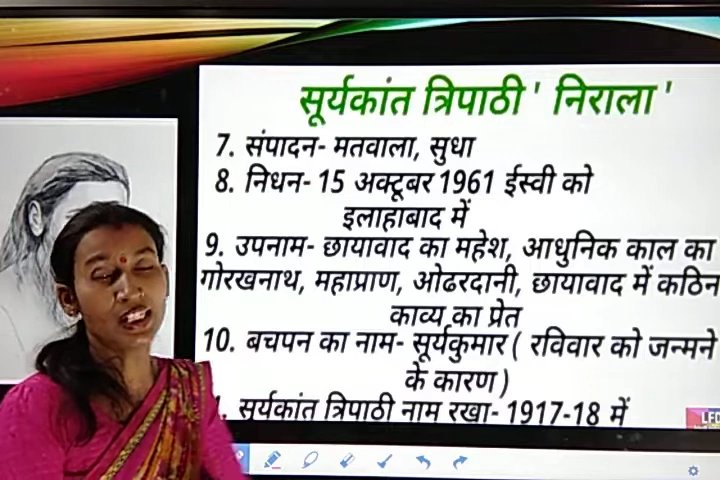 सूर्यकांत त्रिपाठी ' निराला '
7. संपादन- मतवाला, सुधा
8. निधन- 15 अक्टूबर 1961 ईस्वी को
इलाहाबाद में
9. उपनाम- छायावाद का महेश, आधुनिक काल का
गोरखनाथ, महाप्राण, ओढरदानी, छायावाद में कठिन
काव्य का प्रेत
10. बचपन का नाम- सूर्यकुमार ( रविवार को जन्मने
के कारण )
. सूर्यकांत त्रिपाठी नाम रखा- 1917-18 में